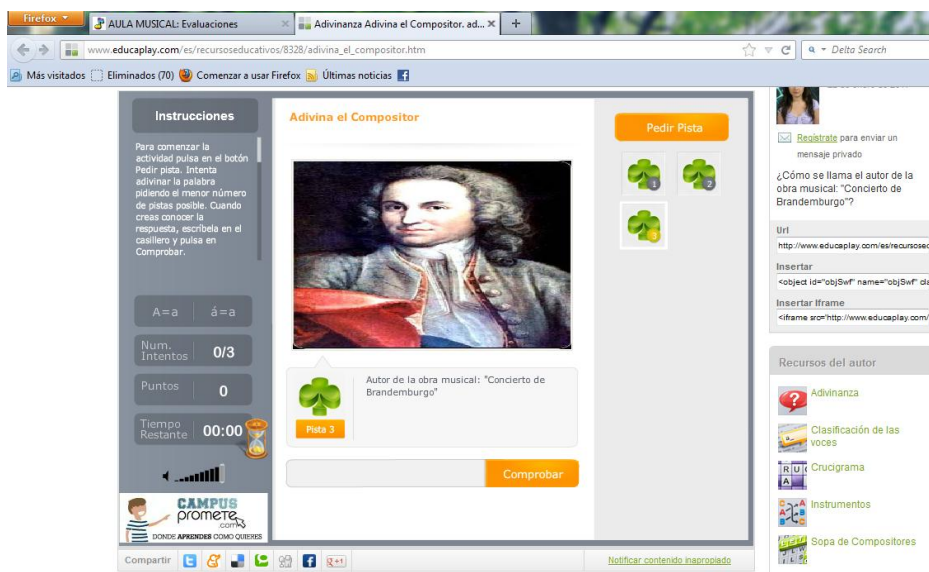 Firefox
AULA MUSICAL: Evaluaciones
Adivinanza Adivina el Compositor. ad...
www.educaplay.com/es/recursoseducativos/8328/adivina_el_compositor.htm
Delta Search
Más visitados
Eliminados (70)
Comenzar a usar Firefox
Últimas noticias
Instrucciones
Para comenzar la
actividad pulsa en el botón
Pedir pista. Intenta
adivinar la palabra
pidiendo el menor número
de pistas posible. Cuando
creas conocer la
respuesta, escríbela en el
casillero y pulsa en
Comprobar.
A=a
á=a
Num.
Intentos
0/3
Puntos
0
Tiempo
Restante
00:00
CAMPUS
promete
.com
DONDE APRENDES COMO QUIERES
Adivina el Compositor
Pista 3
Autor de la obra musical: "Concierto de
Brandemburgo"
Comprobar
Pedir Pista
1
2
3
Compartir
Notificar contenido inapropiado
Regístrate para enviar un
mensaje privado
¿Cómo se llama el autor de la
obra musical: "Concierto de
Brandemburgo"?
Url
http://www.educaplay.com/es/recursosed
Insertar
<object id="objSwf" name="objSwf" cla
Insertar Iframe
<iframe src="http://www.educaplay.com/
Recursos del autor
Adivinanza
Clasificación de las
voces
Crucigrama
Instrumentos
Sopa de Compositores